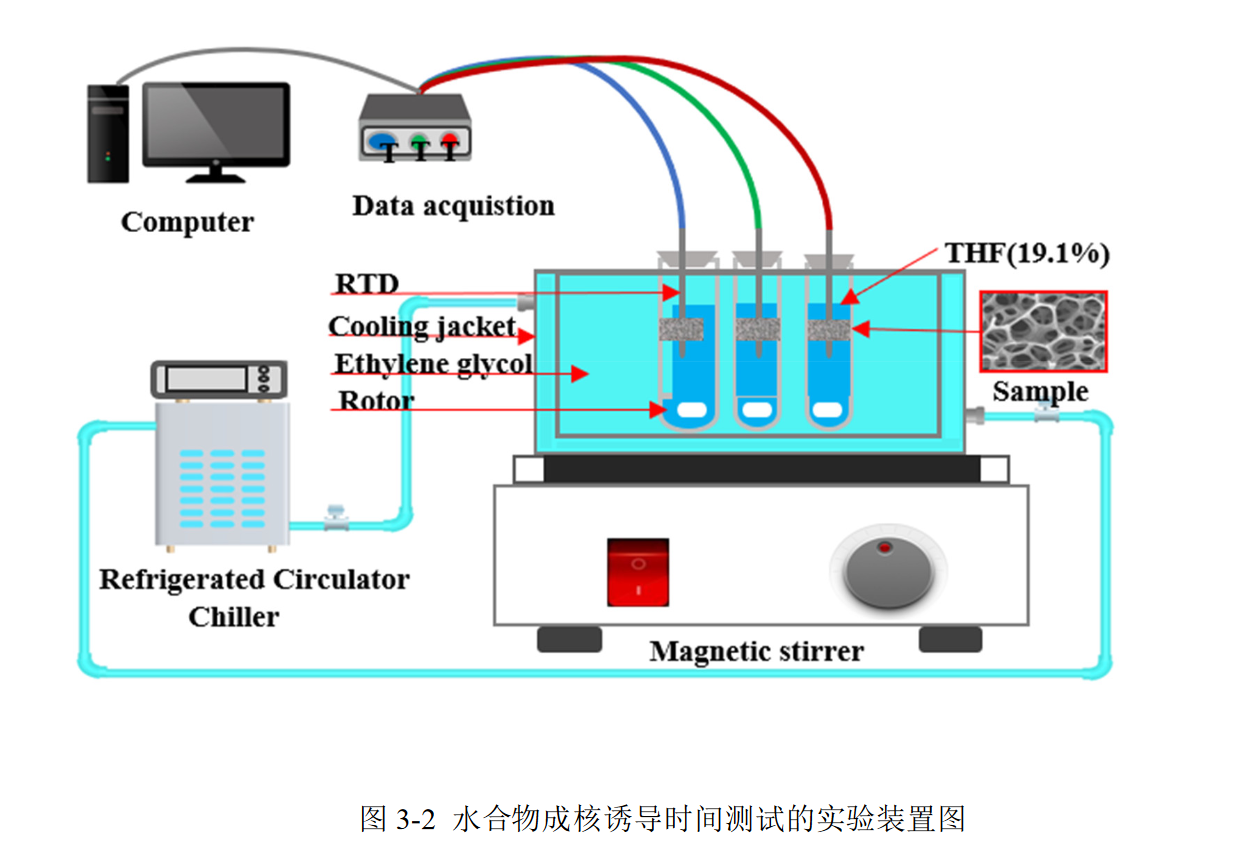 Computer
Data acquistion
T T T
THF(19.1%)
RTD
Cooling jacket
Ethylene glycol
Rotor
Sample
Refrigerated Circulator
Chiller
Magnetic stirrer
图 3-2 水合物成核诱导时间测试的实验装置图